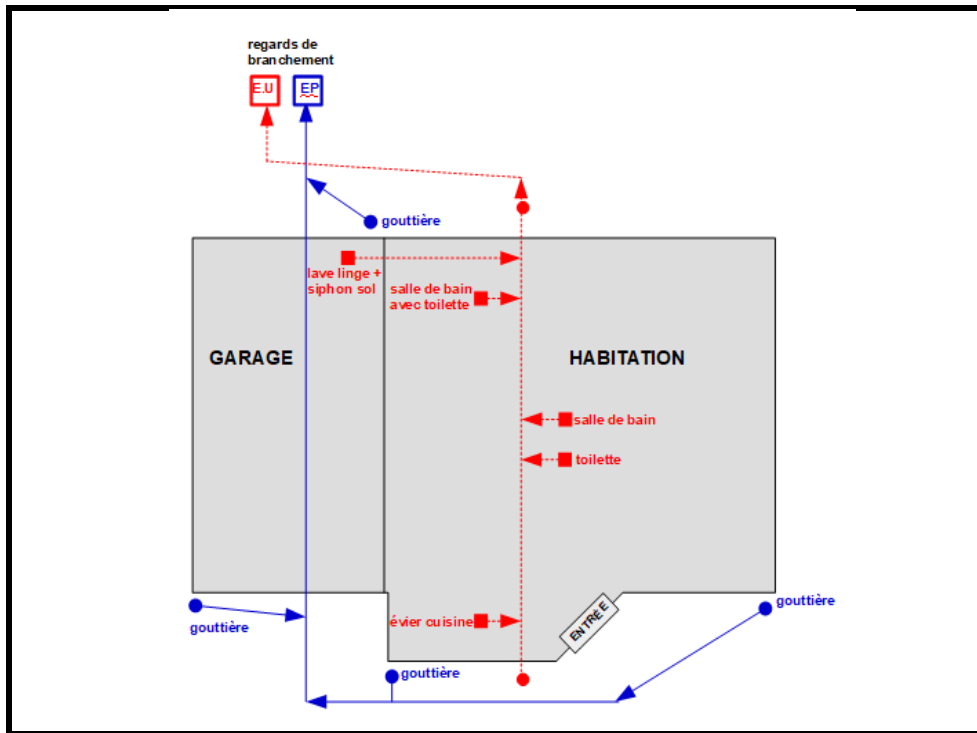 regards de
branchement
E.U
EP
gouttière
lave linge +
siphon sol
salle de bain
avec toilette
GARAGE
HABITATION
salle de bain
toilette
gouttière
gouttière
évier cuisine
ENTRÉE
gouttière